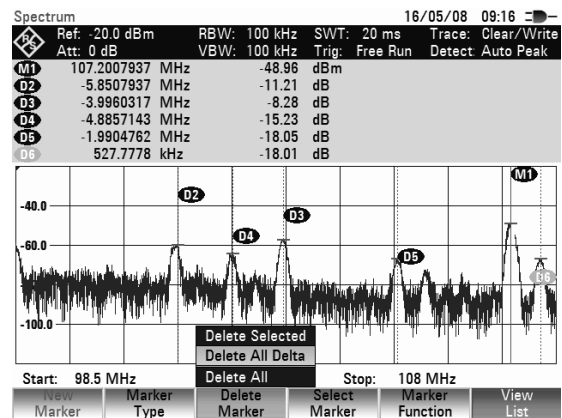 Spectrum 16/05/08 09:16
R&S Ref: -20.0 dBm RBW: 100 kHz SWT: 20 ms Trace: Clear/Write
Att: 0 dB VBW: 100 kHz Trig: Free Run Detect: Auto Peak
M1 107.2007937 MHz -48.96 dBm
D2 -5.8507937 MHz -11.21 dB
D3 -3.9960317 MHz -8.28 dB
D4 -4.8857143 MHz -15.23 dB
D5 -1.9904762 MHz -18.05 dB
D6 527.7778 kHz -18.01 dB
M1
D2
-40.0
D3
D4
-60.0
D5
D6
-100.0
Delete Selected
Delete All Delta
Delete All
Start: 98.5 MHz Stop: 108 MHz
New Marker Delete Select Marker View
Marker Type Marker Marker Function List